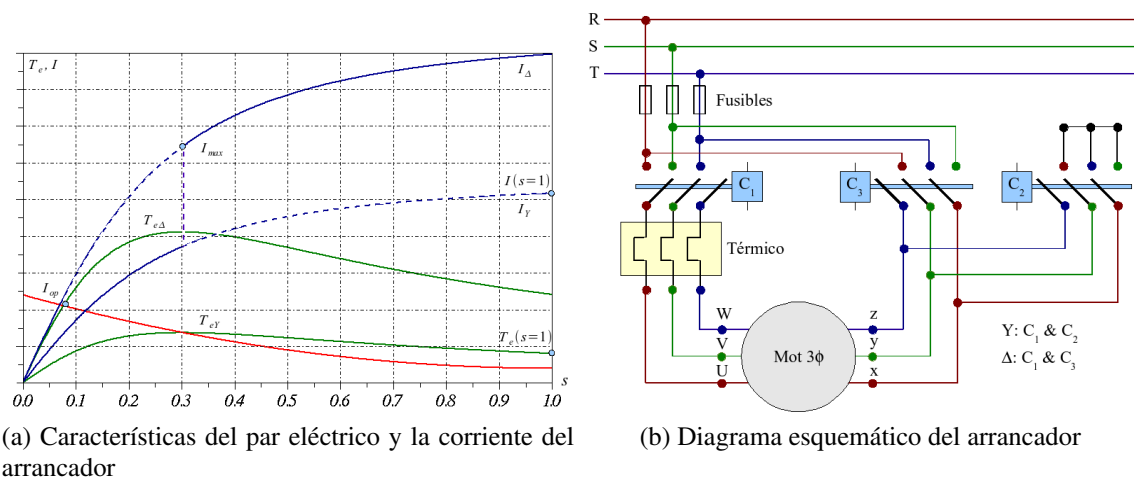 T_e, I
I_Δ
I_max
I(s=1)
I_Y
T_eΔ
I_op
T_eY
T_e(s=1)
0.0 0.1 0.2 0.3 0.4 0.5 0.6 0.7 0.8 0.9 1.0 s
(a) Características del par eléctrico y la corriente del
arrancador
R
S
T
Fusibles
C_1
C_3
C_2
Térmico
W
V
U
Mot 3ϕ
z
y
x
Y: C_1 & C_2
Δ: C_1 & C_3
(b) Diagrama esquemático del arrancador